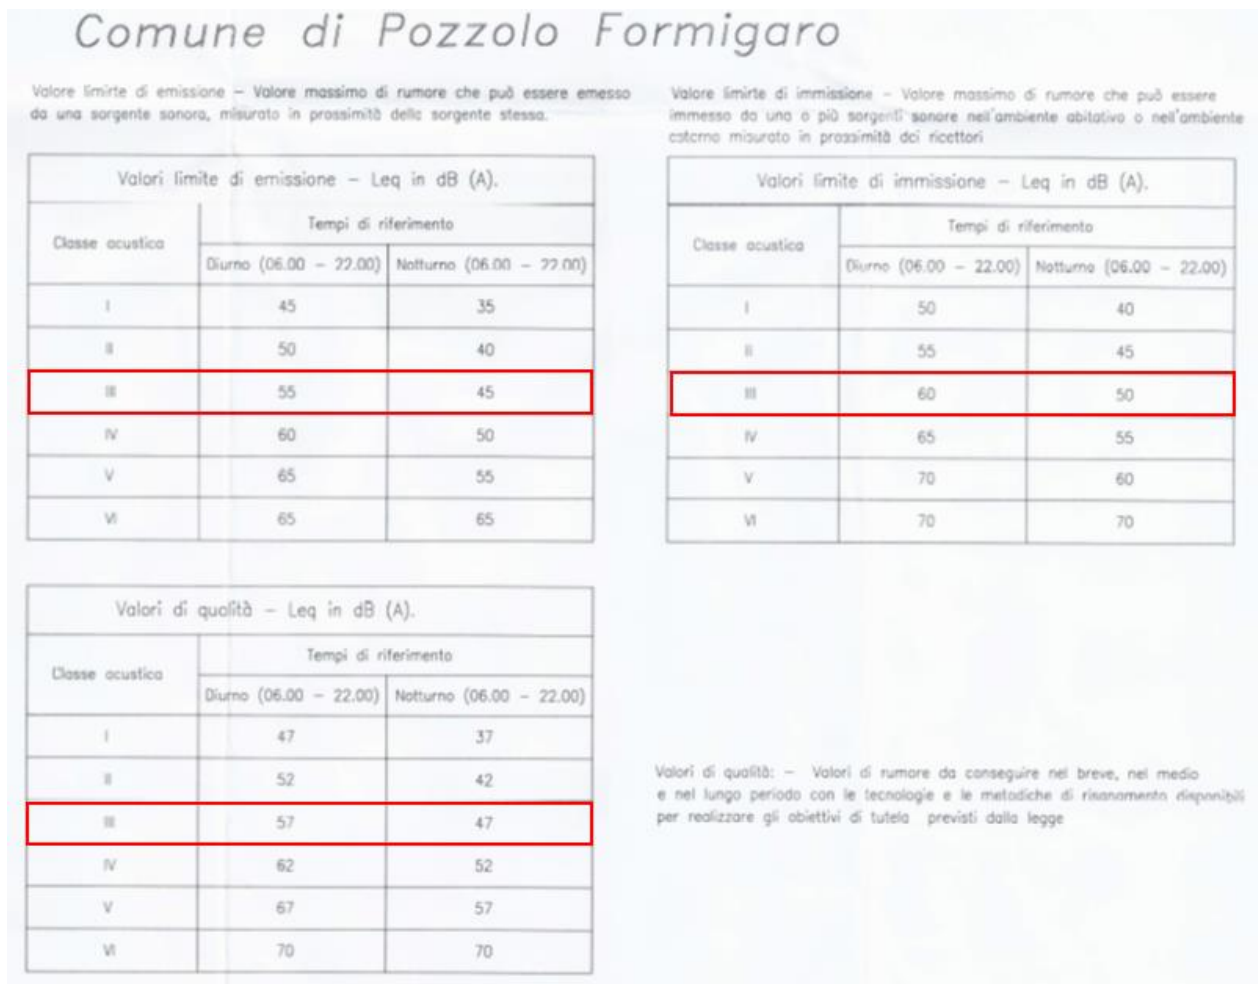 Comune di Pozzolo Formigaro
Valore limirte di emissione – Valore massimo di rumore che può essere emesso
da una sorgente sonora, misurato in prossimità della sorgente stessa.
Valori limite di emissione – Leq in dB (A).
Classe acustica
Tempi di riferimento
Diurno (06.00 – 22.00) Notturno (06.00 – 22.00)
I 45 35
II 50 40
III 55 45
IV 60 50
V 65 55
VI 65 65
Valore limirte di immissione – Valore massimo di rumore che può essere
immesso da una o più sorgenti sonore nell'ambiente abitativo o nell'ambiente
esterno misurato in prossimità dei ricettori
Valori limite di immissione – Leq in dB (A).
Classe acustica
Tempi di riferimento
Diurno (06.00 – 22.00) Notturno (06.00 – 22.00)
I 50 40
II 55 45
III 60 50
IV 65 55
V 70 60
VI 70 70
Valori di qualità – Leq in dB (A).
Classe acustica
Tempi di riferimento
Diurno (06.00 – 22.00) Notturno (06.00 – 22.00)
I 47 37
II 52 42
III 57 47
IV 62 52
V 67 57
VI 70 70
Valori di qualità: – Valori di rumore da conseguire nel breve, nel medio
e nel lungo periodo con le tecnologie e le metodiche di risanamento disponibili
per realizzare gli obiettivi di tutela previsti dalla legge